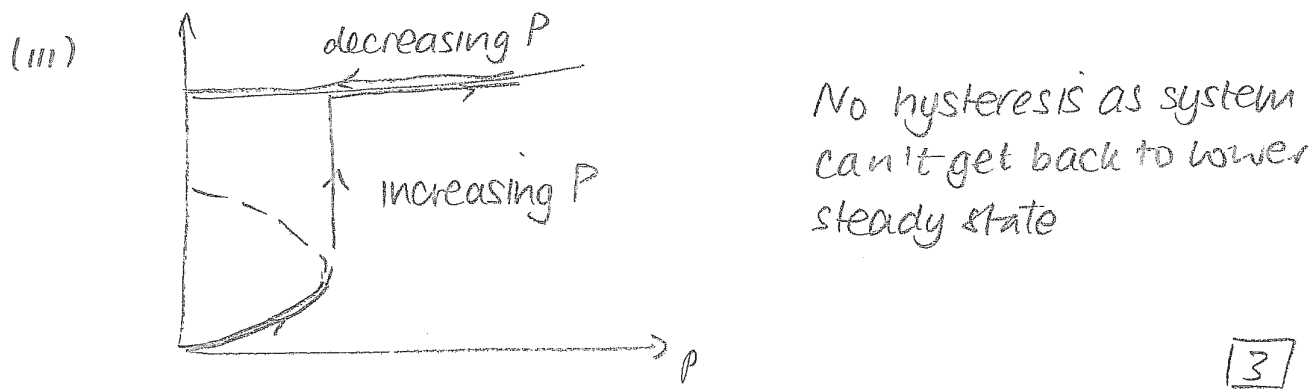 (iii)
decreasing P
No hysteresis as system
can't get back to lower
steady state
increasing P
P
3